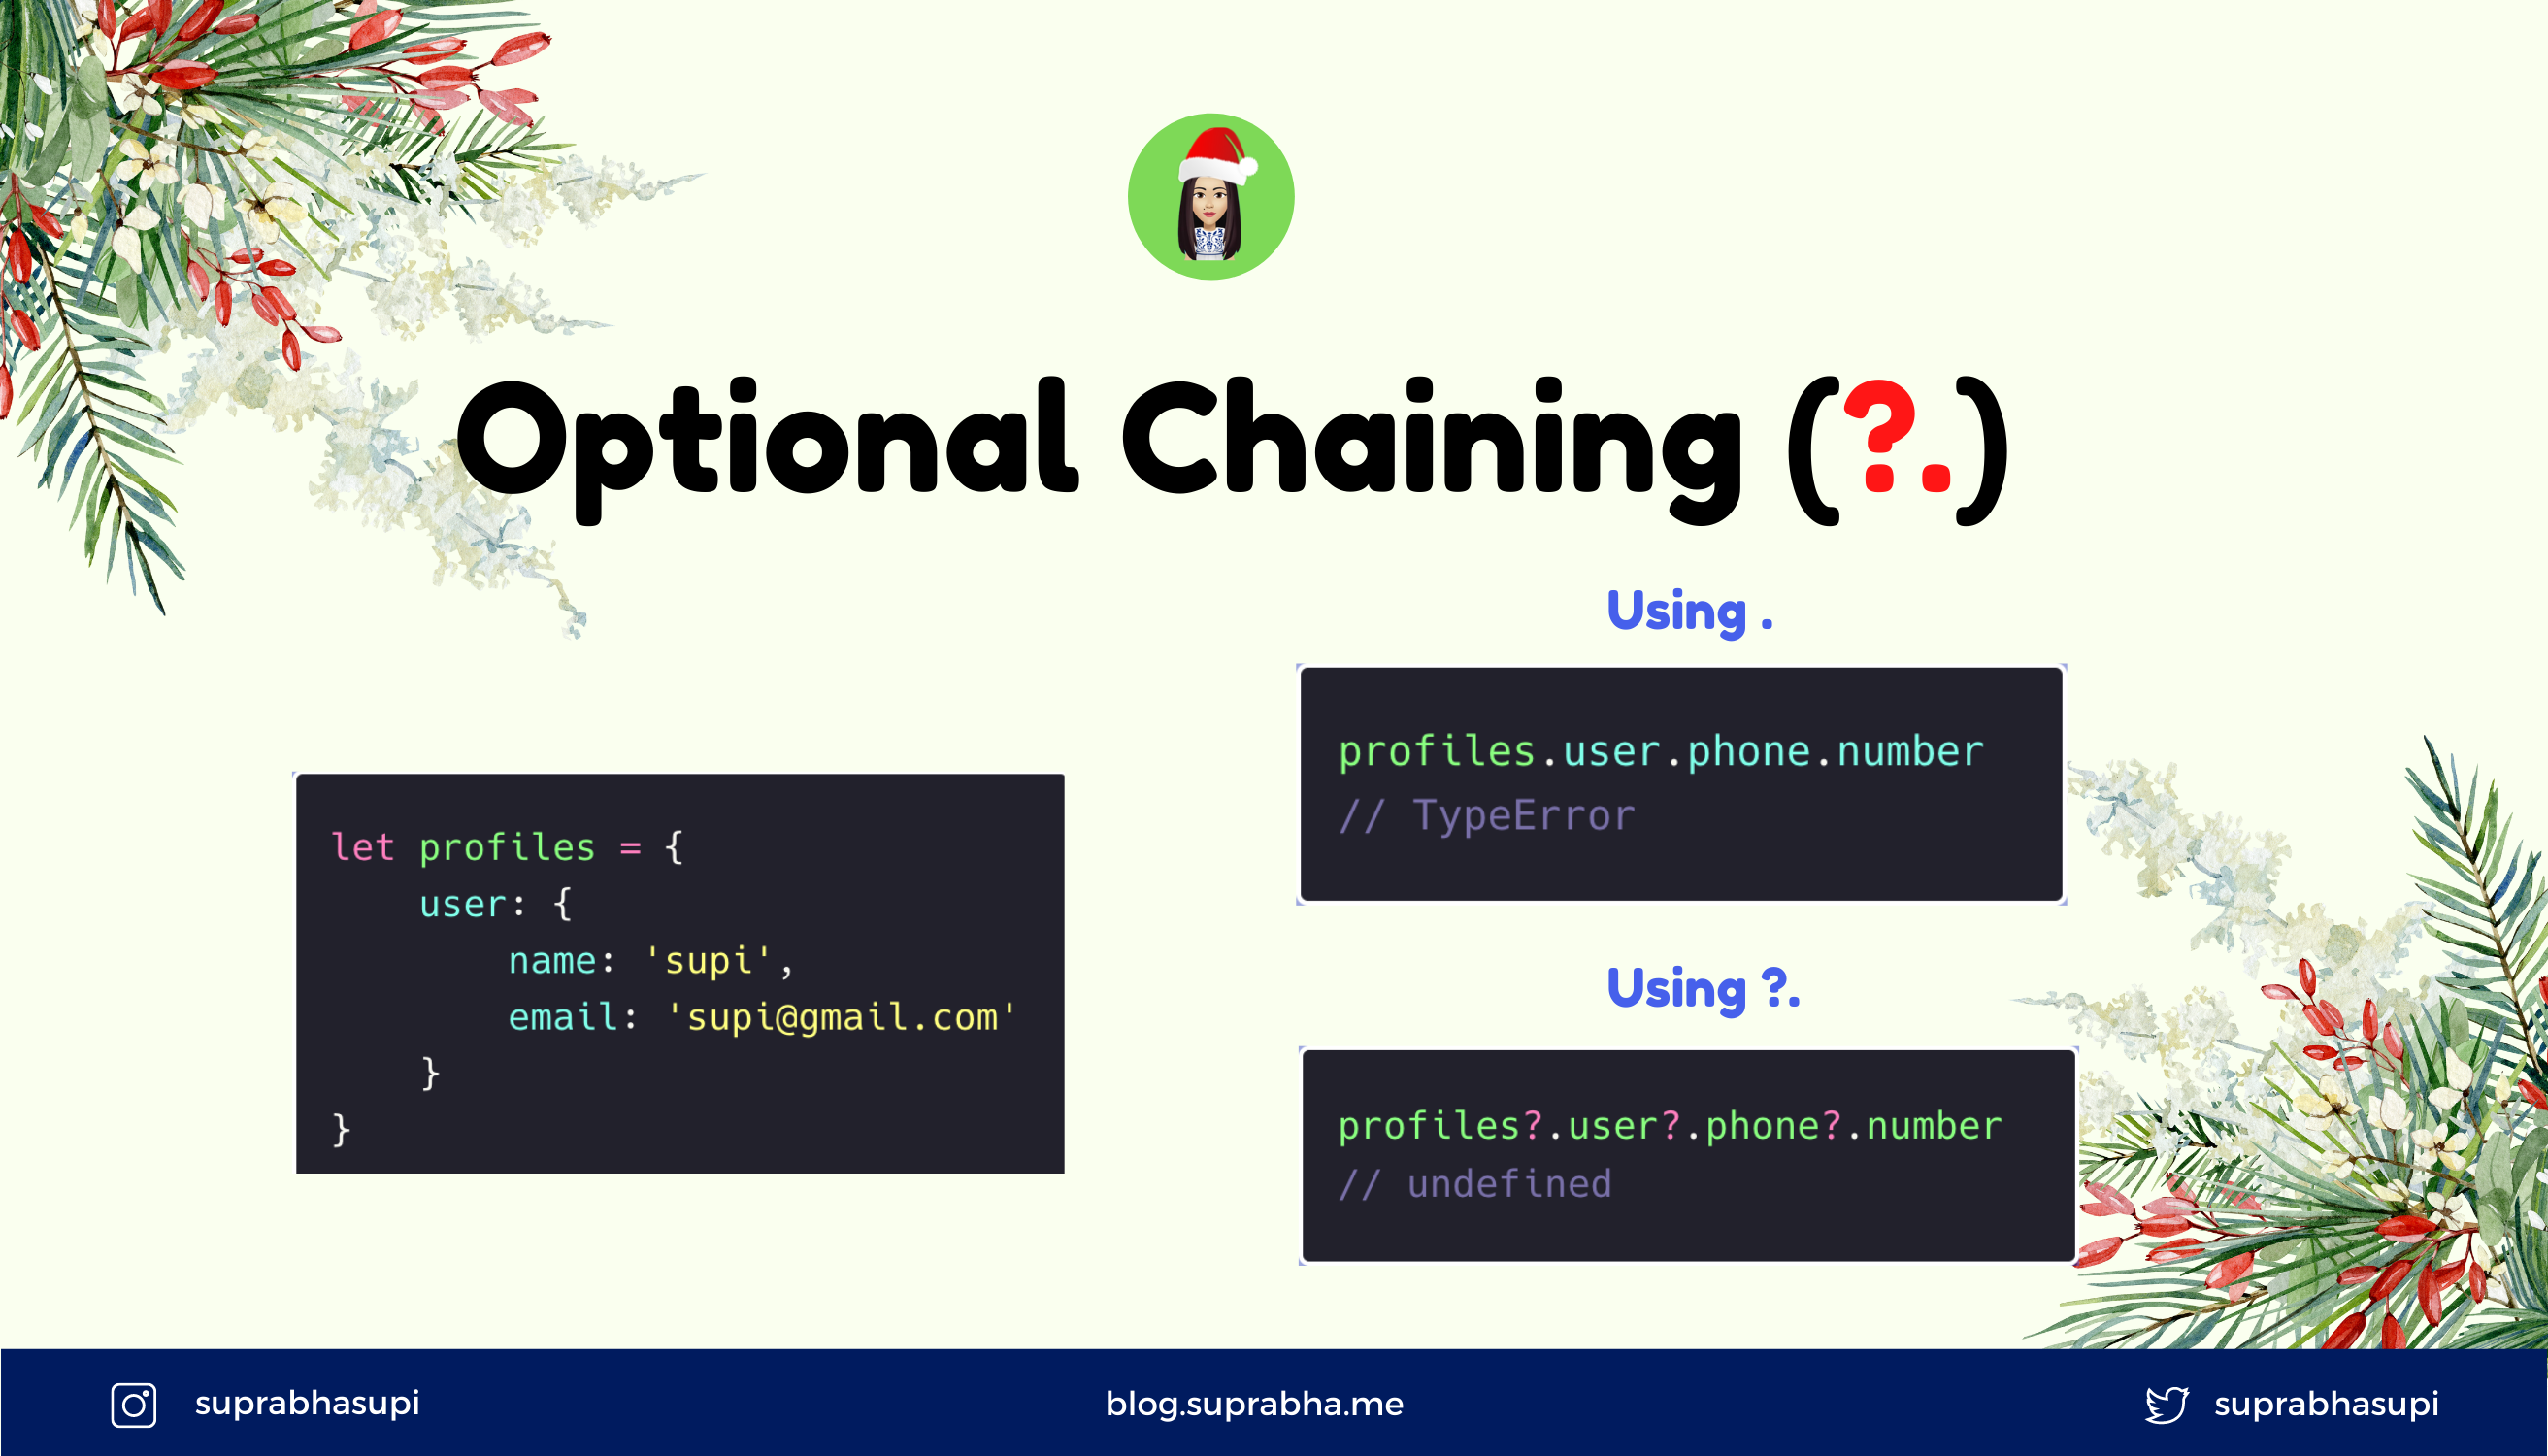 Optional Chaining (?.)
let profiles = {
    user: {
        name: 'supi',
        email: 'supi@gmail.com'
    }
}
Using .
profiles.user.phone.number
// TypeError
Using ?.
profiles?.user?.phone?.number
// undefined
suprabhasupi
blog.suprabha.me
suprabhasupi